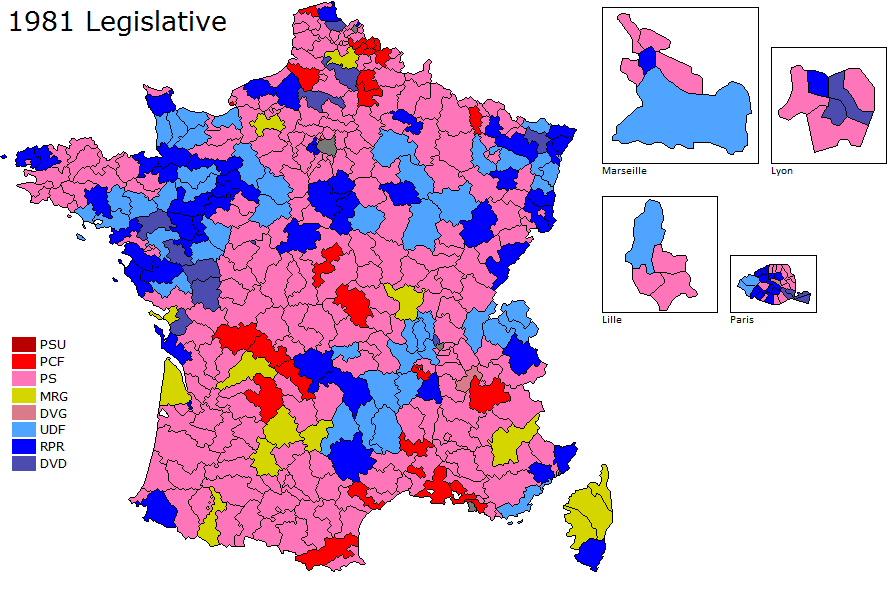 1981 Legislative
Marseille
Lyon
Lille
Paris
PSU
PCF
PS
MRG
DVG
UDF
RPR
DVD